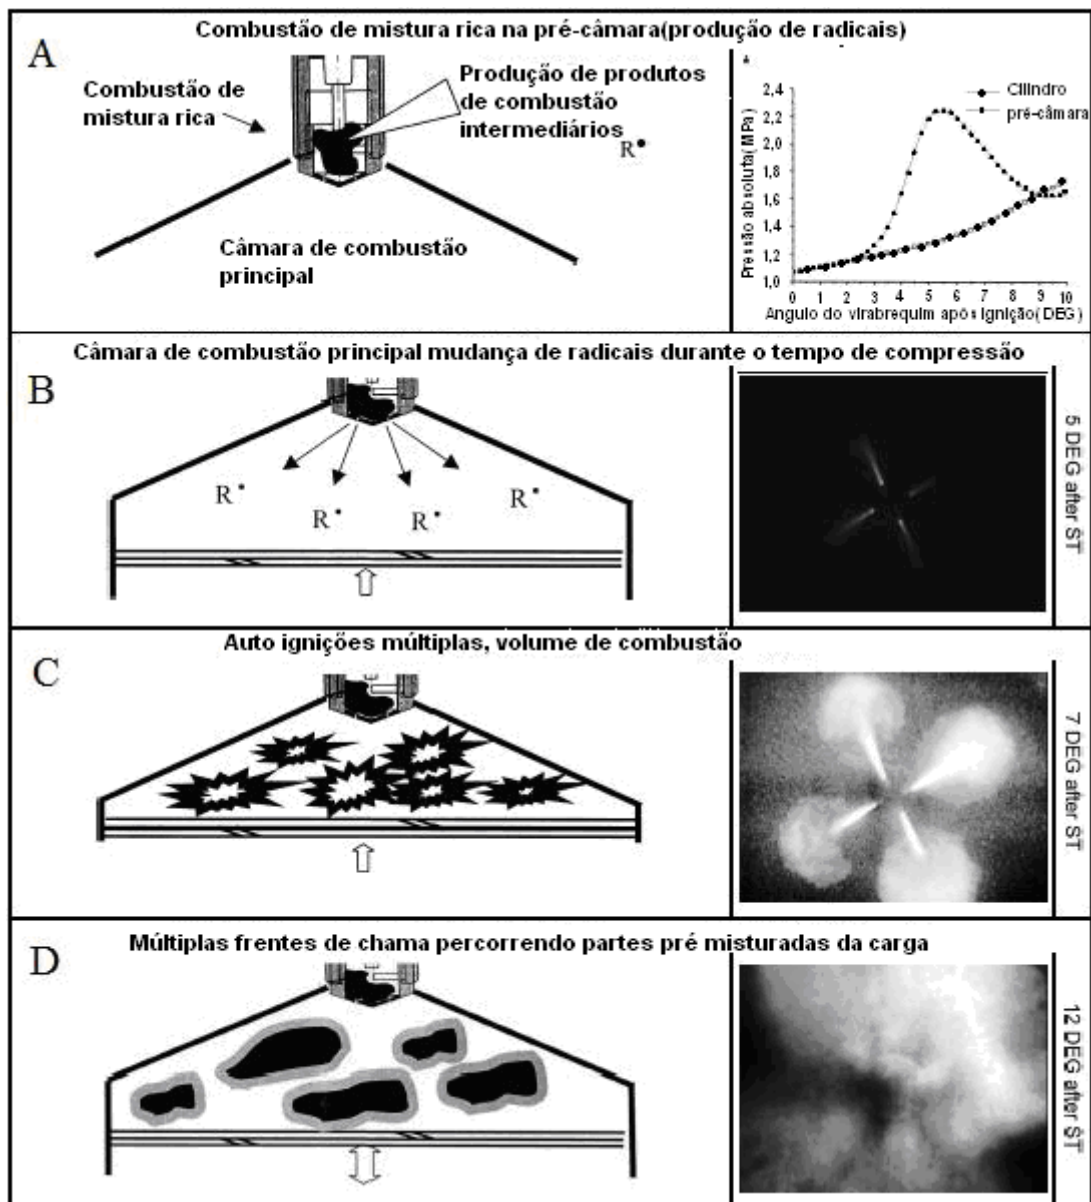 Combustão de mistura rica na pré-câmara(produção de radicais)
A
Combustão de
mistura rica
Produção de produtos
de combustão
intermediários
R•
Câmara de combustão
principal
Cilindro
pré-câmara
Pressão absoluta(MPa)
2,4
2,2
2,0
1,8
1,6
1,4
1,2
1,0
0 1 2 3 4 5 6 7 8 9 10
Angulo do virabrequim após ignição(DEG)
Câmara de combustão principal mudança de radicais durante o tempo de compressão
B
R• R• R• R•
5 DEG after ST
Auto ignições múltiplas, volume de combustão
C
7 DEG after ST
Múltiplas frentes de chama percorrendo partes pré misturadas da carga
D
12 DEG after ST